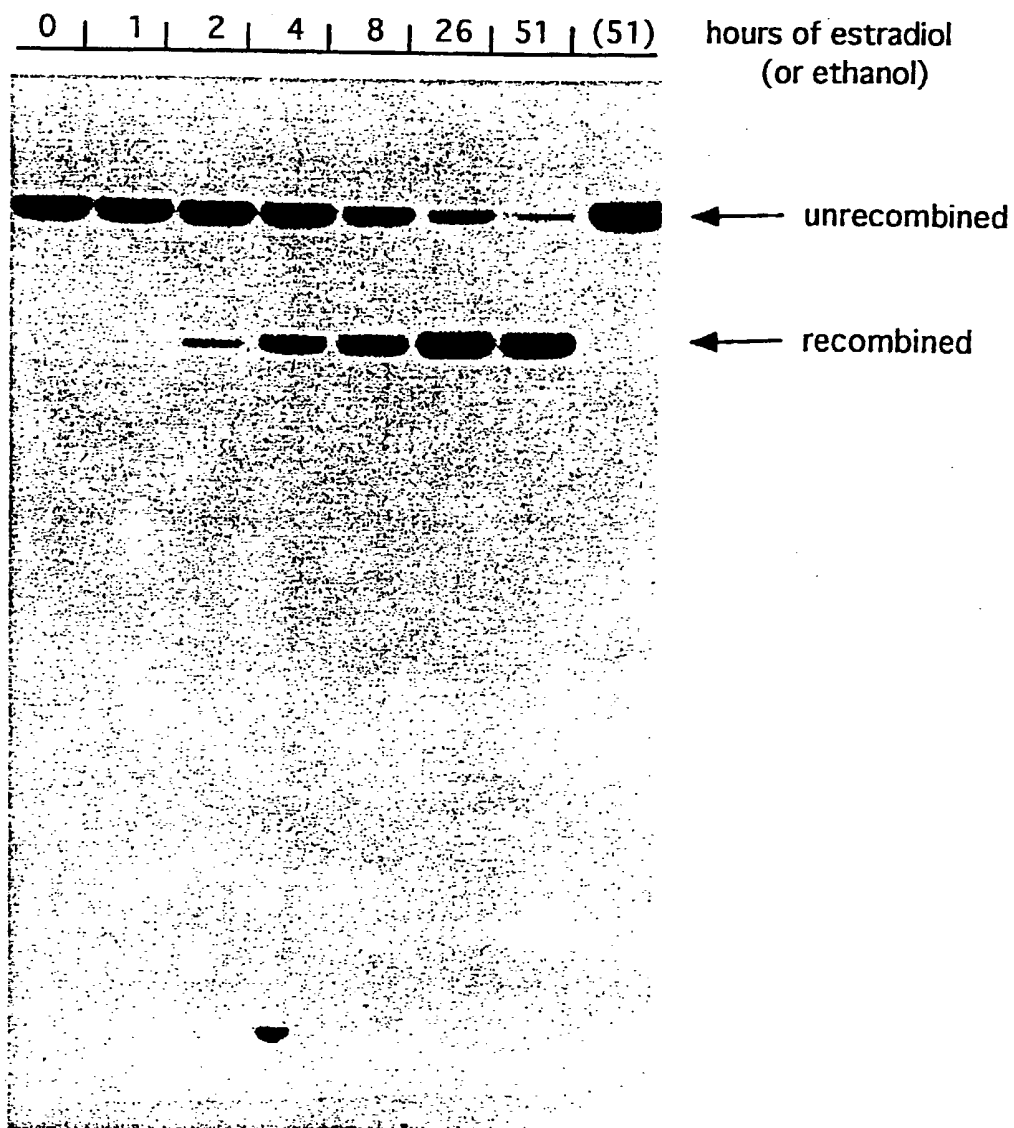 0 | 1 | 2 | 4 | 8 | 26 | 51 | (51) hours of estradiol
(or ethanol)
unrecombined
recombined